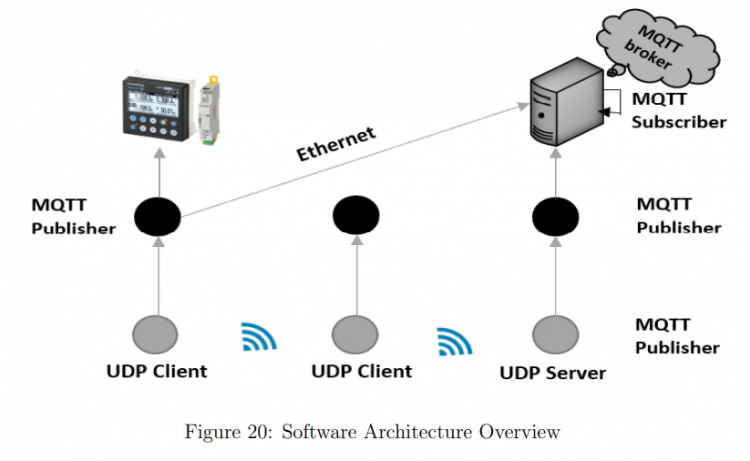 MQTT
broker
MQTT
Subscriber
Ethernet
MQTT
Publisher
MQTT
Publisher
MQTT
Publisher
UDP Client
UDP Client
UDP Server
Figure 20: Software Architecture Overview